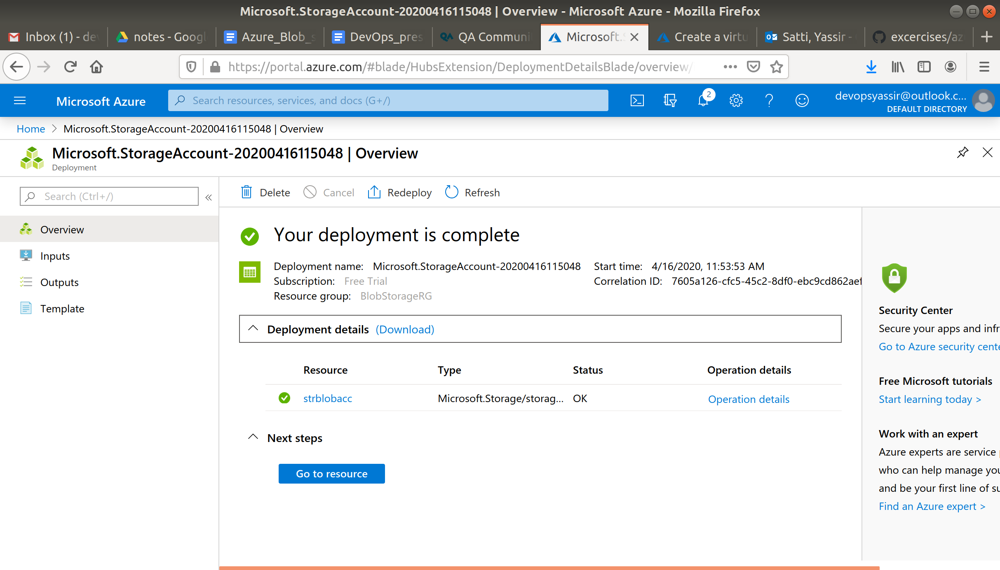 Microsoft.StorageAccount-20200416115048 | Overview - Microsoft Azure - Mozilla Firefox
Inbox (1) - dev notes - Googl Azure_Blob_s DevOps_pres QA Communi Microsoft.S Create a virtu Satti, Yassir - excercises/az
https://portal.azure.com/#blade/HubsExtension/DeploymentDetailsBlade/overview/
Microsoft Azure
Search resources, services, and docs (G+/)
2
devopsyassir@outlook.c...
DEFAULT DIRECTORY
Home > Microsoft.StorageAccount-20200416115048 | Overview
Microsoft.StorageAccount-20200416115048 | Overview
Deployment
Search (Ctrl+/)
«
Overview
Inputs
Outputs
Template
Delete Cancel Redeploy Refresh
Your deployment is complete
Deployment name: Microsoft.StorageAccount-20200416115048
Subscription: Free Trial
Resource group: BlobStorageRG
Start time: 4/16/2020, 11:53:53 AM
Correlation ID: 7605a126-cfc5-45c2-8df0-ebc9cd862aef
Deployment details (Download)
Resource Type Status Operation details
strblobacc Microsoft.Storage/storag... OK Operation details
Next steps
Go to resource
Security Center
Secure your apps and infr
Go to Azure security cente
Free Microsoft tutorials
Start learning today >
Work with an expert
Azure experts are service
who can help manage you
and be your first line of su
Find an Azure expert >